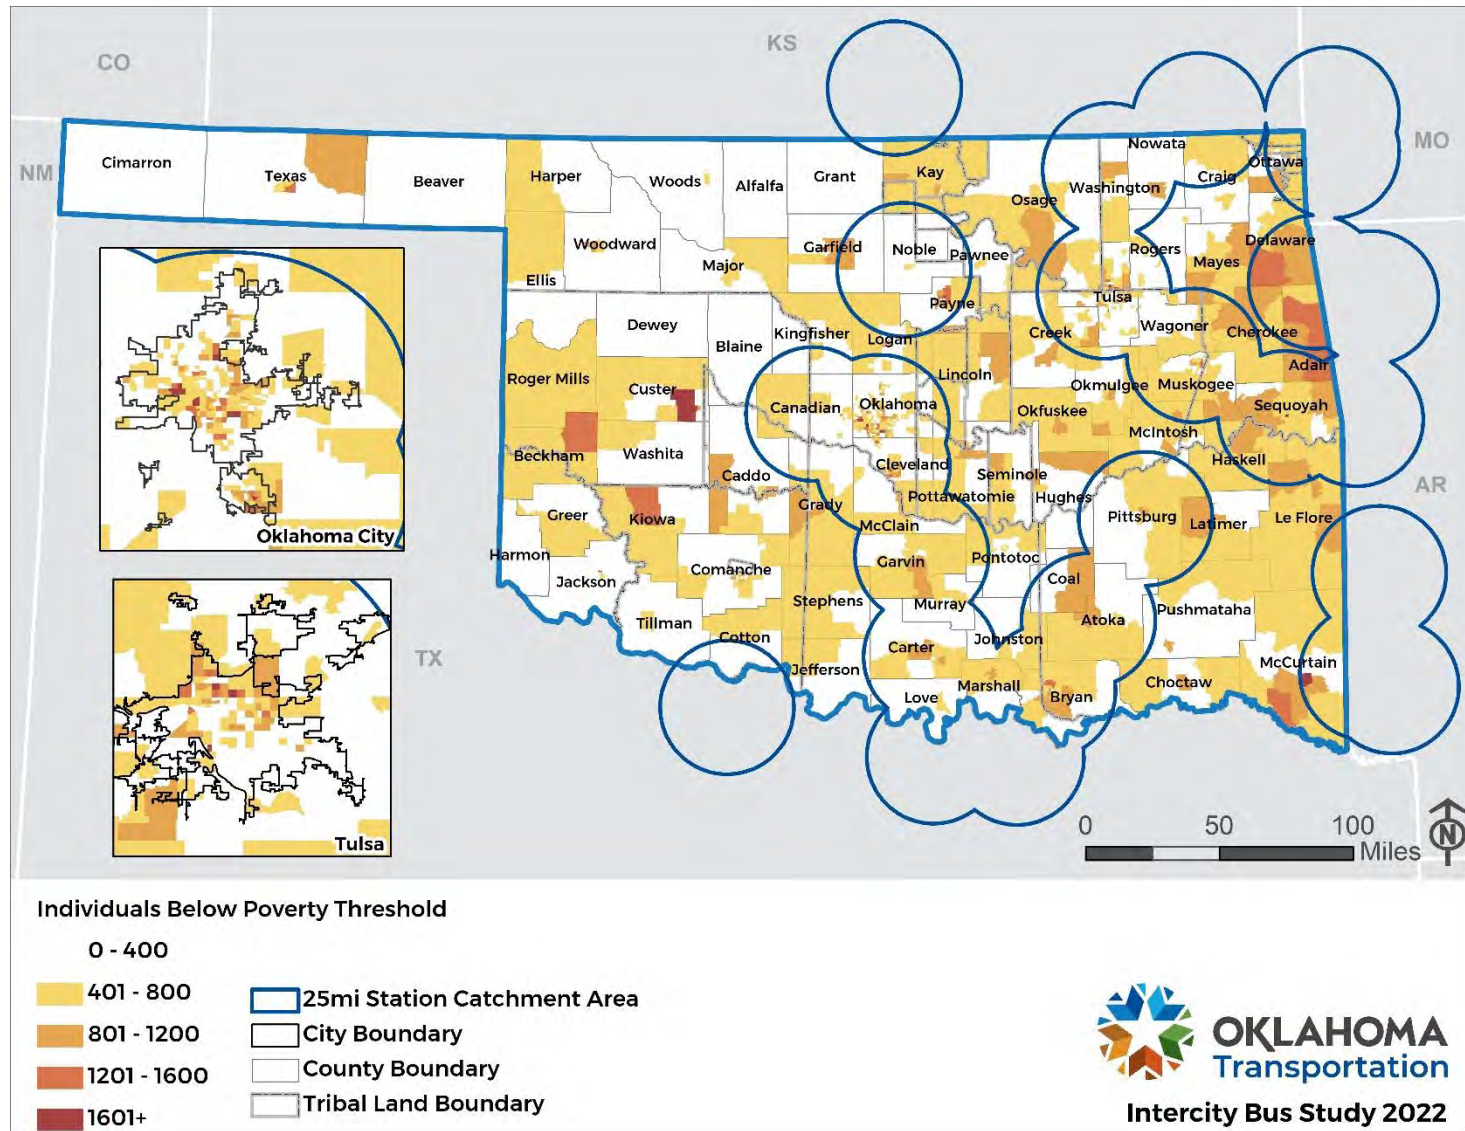 CO
KS
NM
MO
TX
AR
Cimarron
Texas
Beaver
Harper
Woods
Alfalfa
Grant
Kay
Nowata
Ottawa
Craig
Washington
Osage
Woodward
Garfield
Noble
Pawnee
Rogers
Delaware
Mayes
Major
Ellis
Payne
Tulsa
Dewey
Blaine
Kingfisher
Logan
Creek
Wagoner
Cherokee
Adair
Roger Mills
Custer
Canadian
Oklahoma
Lincoln
Okmulgee
Muskogee
Okfuskee
Sequoyah
McIntosh
Beckham
Washita
Caddo
Cleveland
Seminole
Haskell
Pottawatomie
Hughes
Greer
Kiowa
Grady
McClain
Pittsburg
Latimer
Le Flore
Harmon
Jackson
Comanche
Garvin
Pontotoc
Coal
Stephens
Murray
Pushmataha
Atoka
Tillman
Cotton
Carter
Johnston
Jefferson
Love
Marshall
Bryan
Choctaw
McCurtain
Oklahoma City
Tulsa
0 50 100
Miles
N
Individuals Below Poverty Threshold
0 - 400
401 - 800
801 - 1200
1201 - 1600
1601+
25mi Station Catchment Area
City Boundary
County Boundary
Tribal Land Boundary
OKLAHOMA
Transportation
Intercity Bus Study 2022